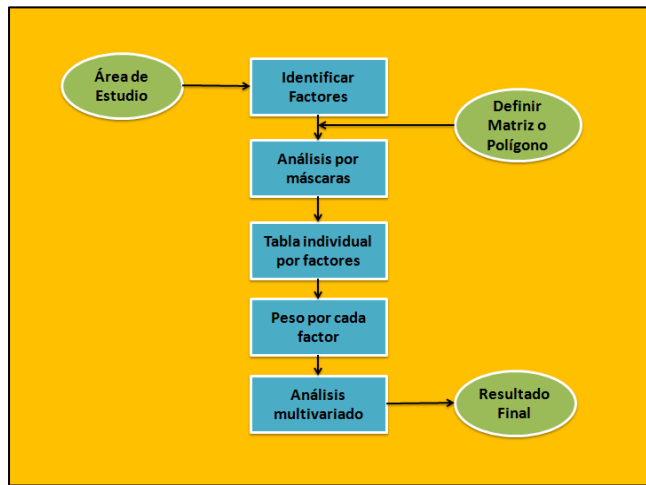 Área de
Estudio
Identificar
Factores
Definir
Matriz o
Polígono
Análisis por
máscaras
Tabla individual
por factores
Peso por cada
factor
Análisis
multivariado
Resultado
Final